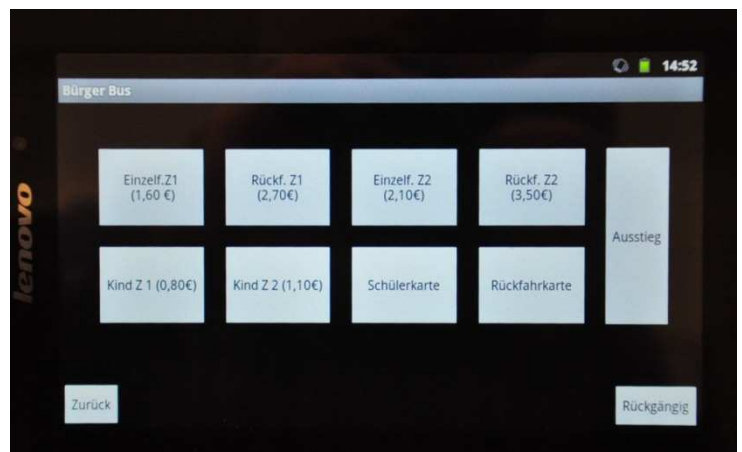 14:52
Bürger Bus
Einzelf.Z1
(1,60 €)
Rückf. Z1
(2,70€)
Einzelf. Z2
(2,10€)
Rückf. Z2
(3,50€)
Ausstieg
Kind Z 1 (0,80€)
Kind Z 2 (1,10€)
Schülerkarte
Rückfahrkarte
Zurück
Rückgängig
lenovo